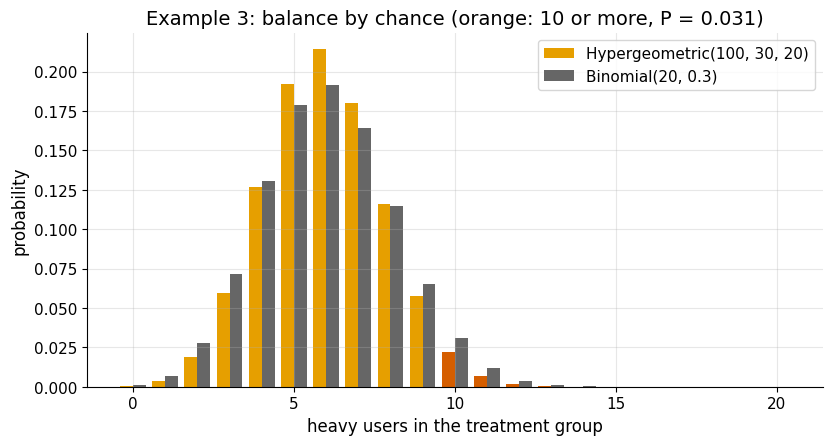 Example 3: balance by chance (orange: 10 or more, P = 0.031)
Hypergeometric(100, 30, 20)
Binomial(20, 0.3)
probability
0.200
0.175
0.150
0.125
0.100
0.075
0.050
0.025
0.000
0 5 10 15 20
heavy users in the treatment group